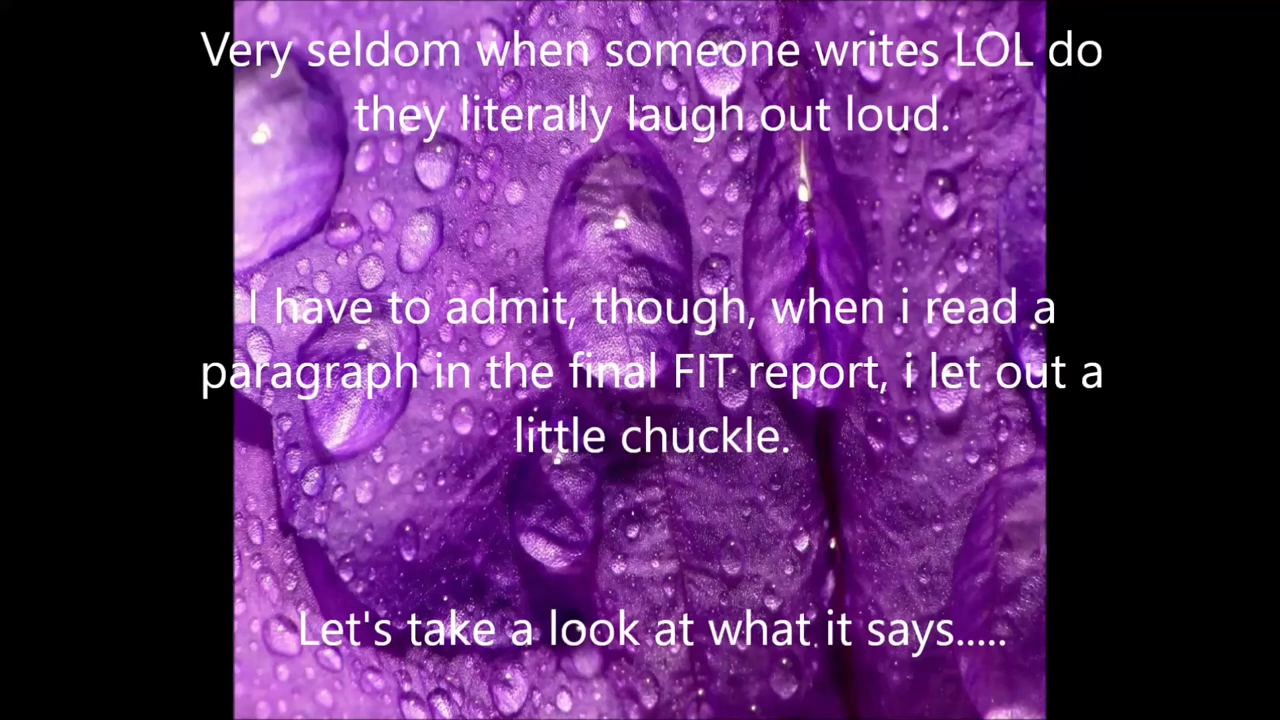 Very seldom when someone writes LOL do
they literally laugh out loud.
I have to admit, though, when i read a
paragraph in the final FIT report, i let out a
little chuckle.
Let's take a look at what it says.....